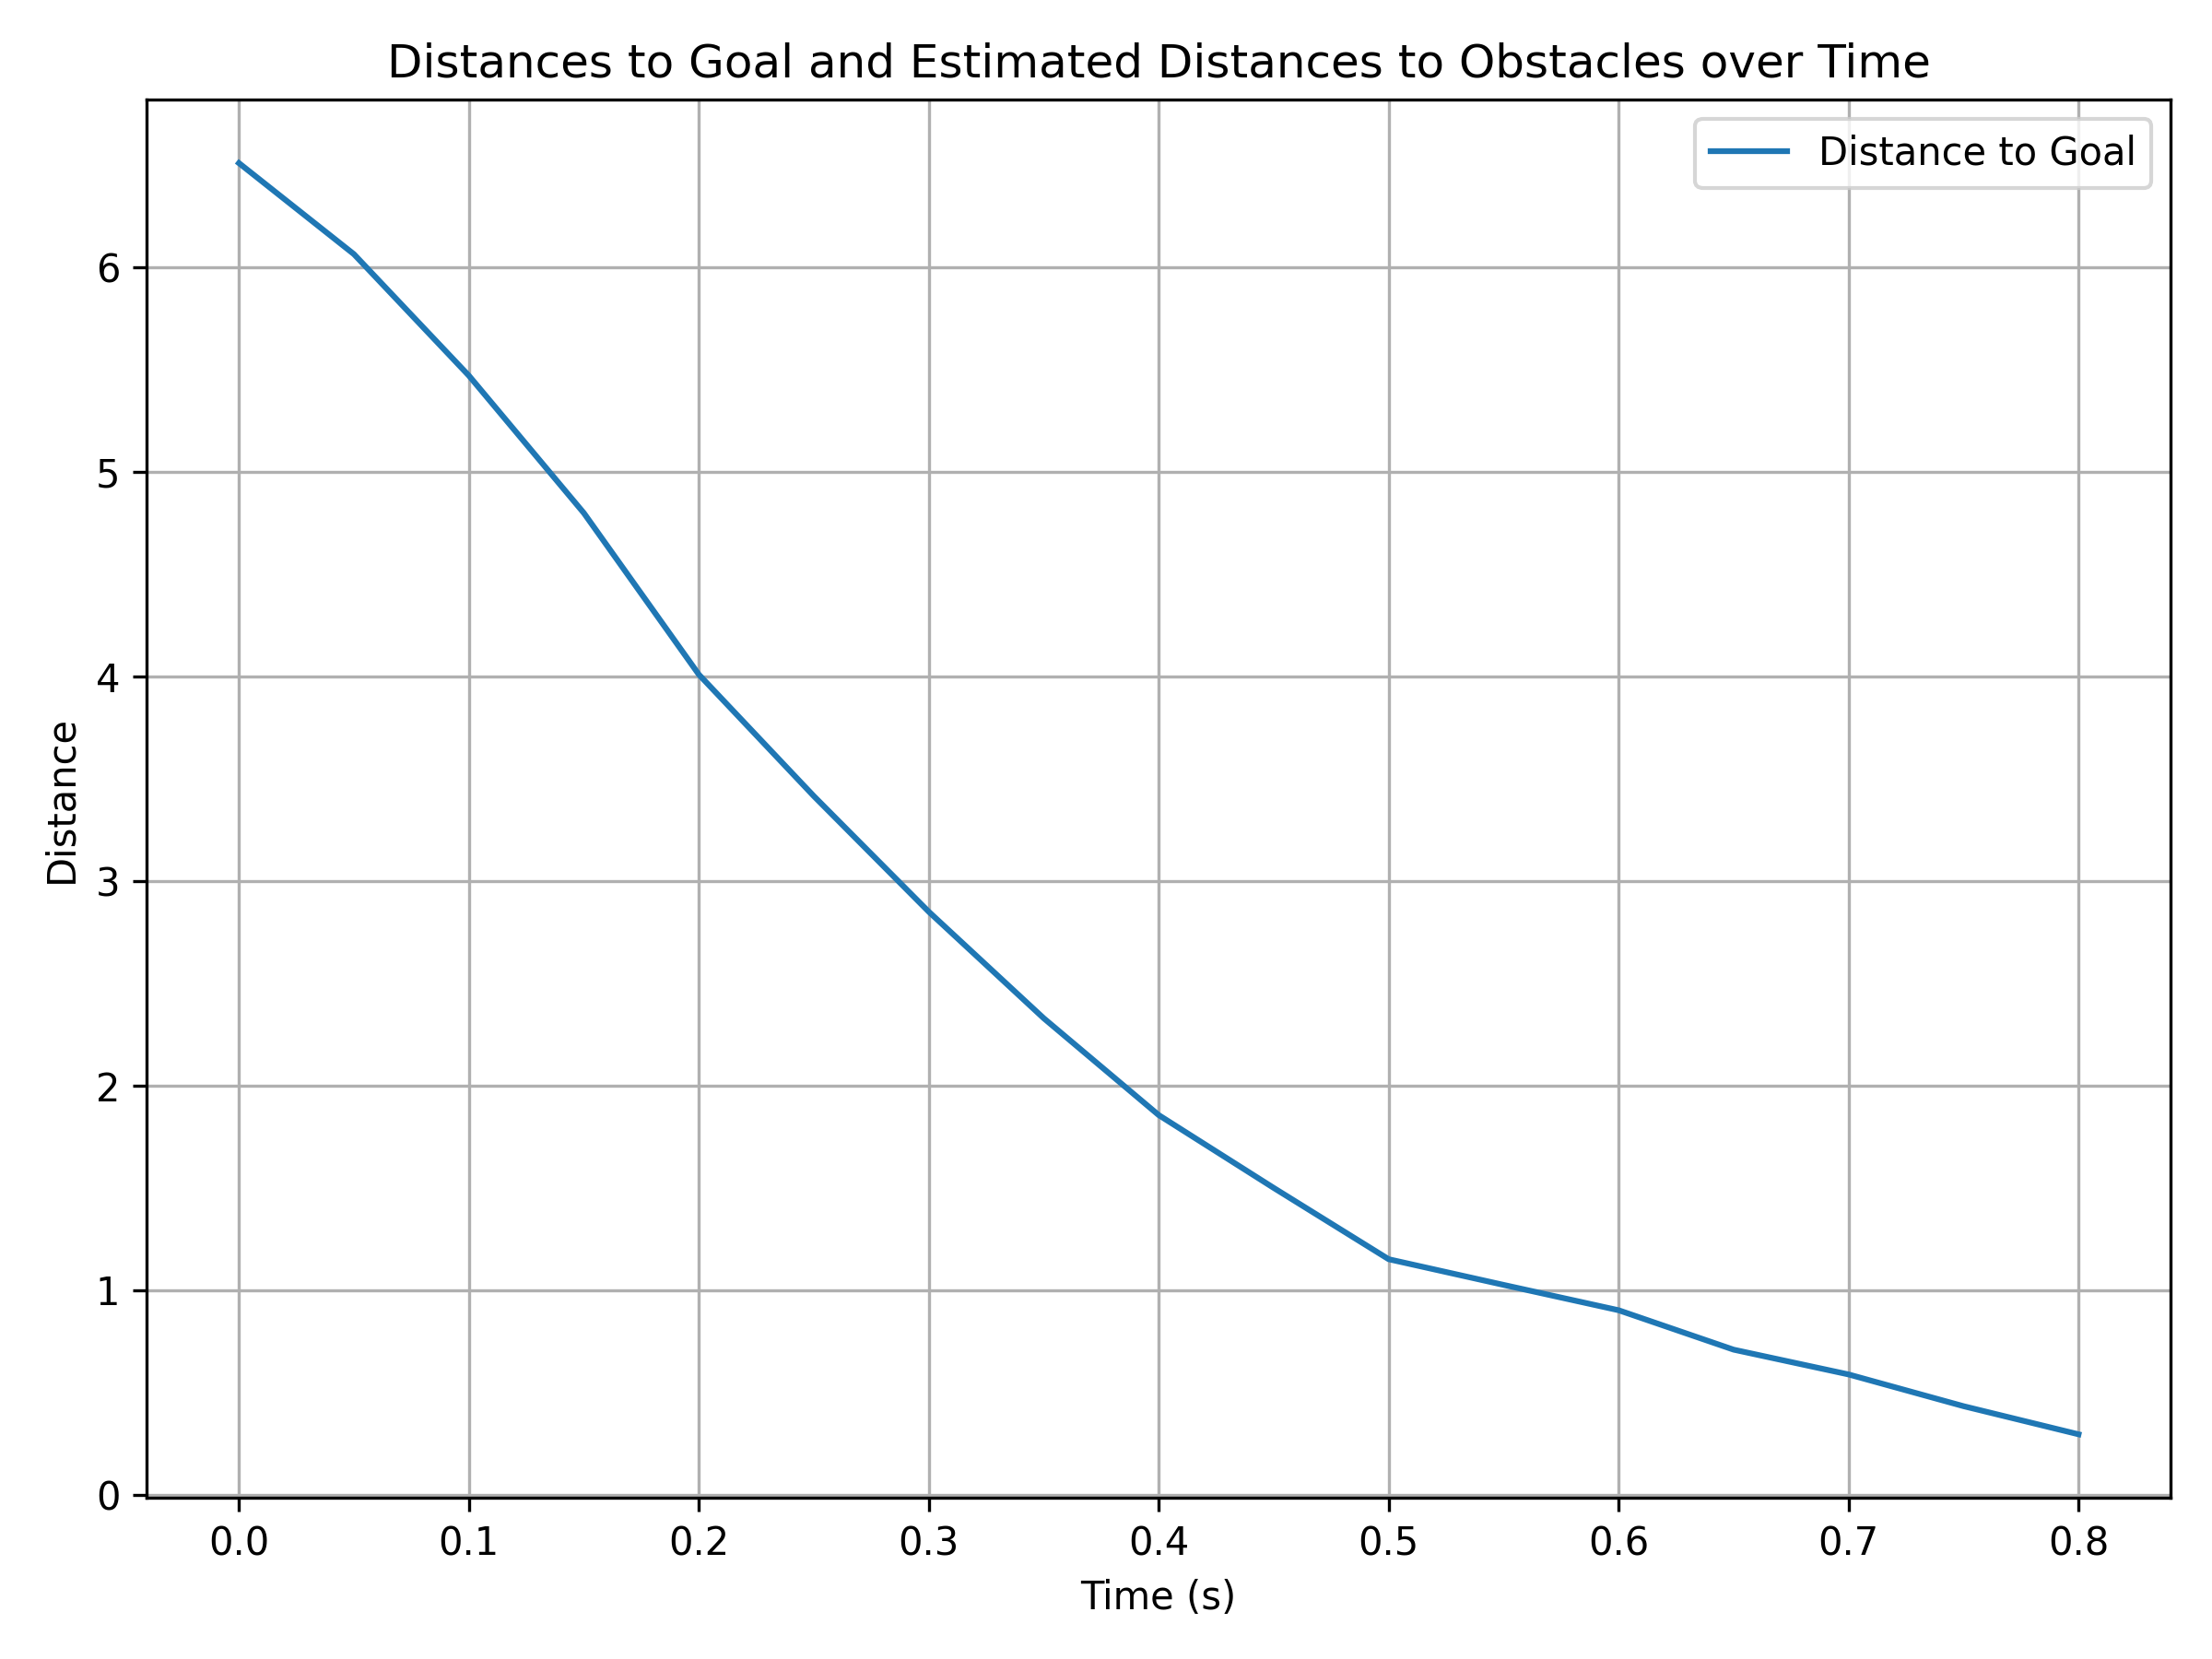 Distances to Goal and Estimated Distances to Obstacles over Time
Distance to Goal
Distance
6
5
4
3
2
1
0
0.0 0.1 0.2 0.3 0.4 0.5 0.6 0.7 0.8
Time (s)